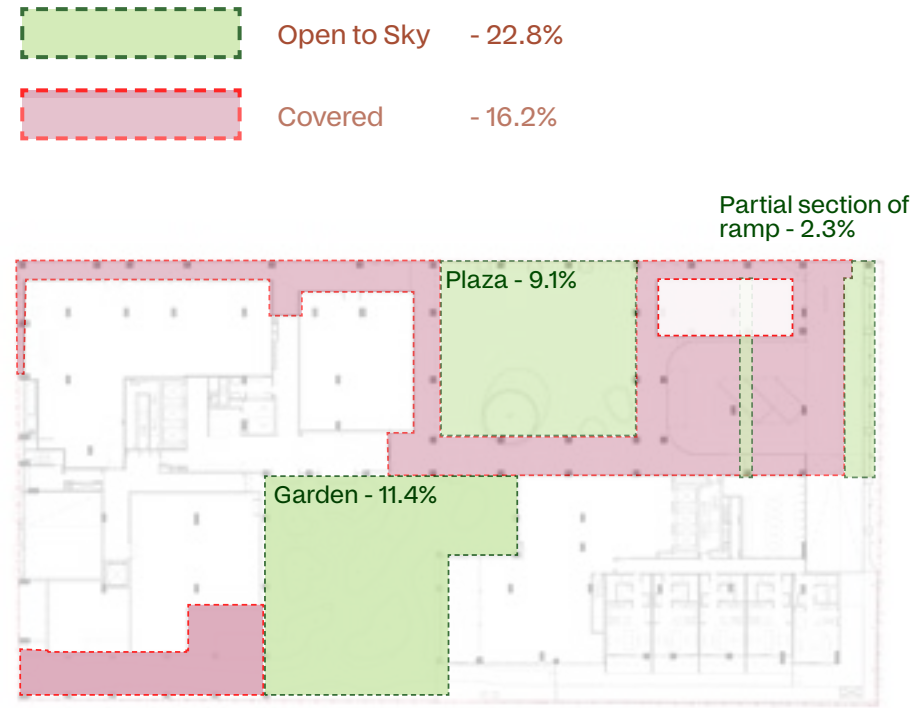 Open to Sky - 22.8%
Covered - 16.2%
Partial section of
ramp - 2.3%
Plaza - 9.1%
Garden - 11.4%